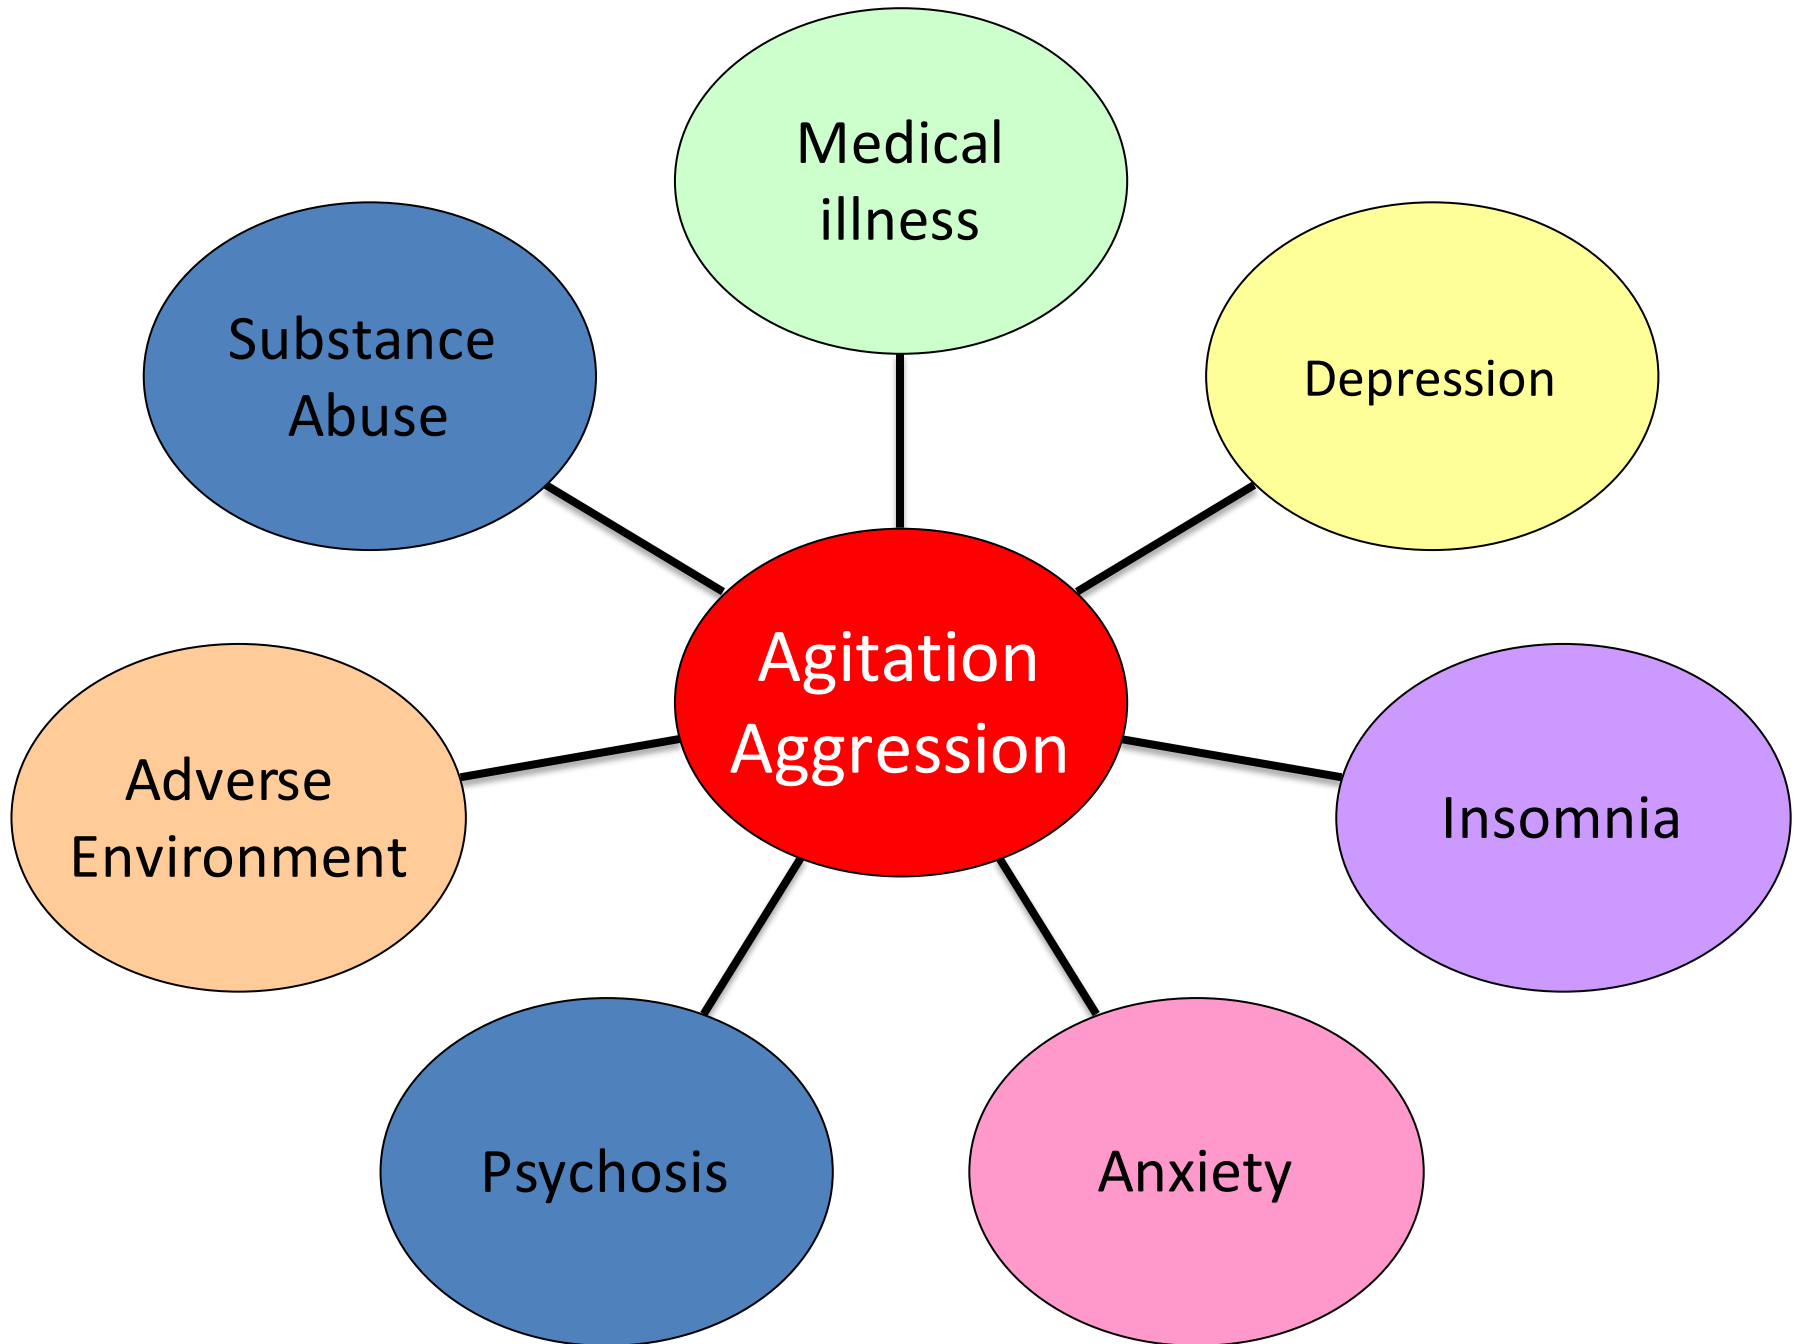 Medical
illness
Substance
Abuse
Depression
Agitation
Aggression
Adverse
Environment
Insomnia
Psychosis
Anxiety